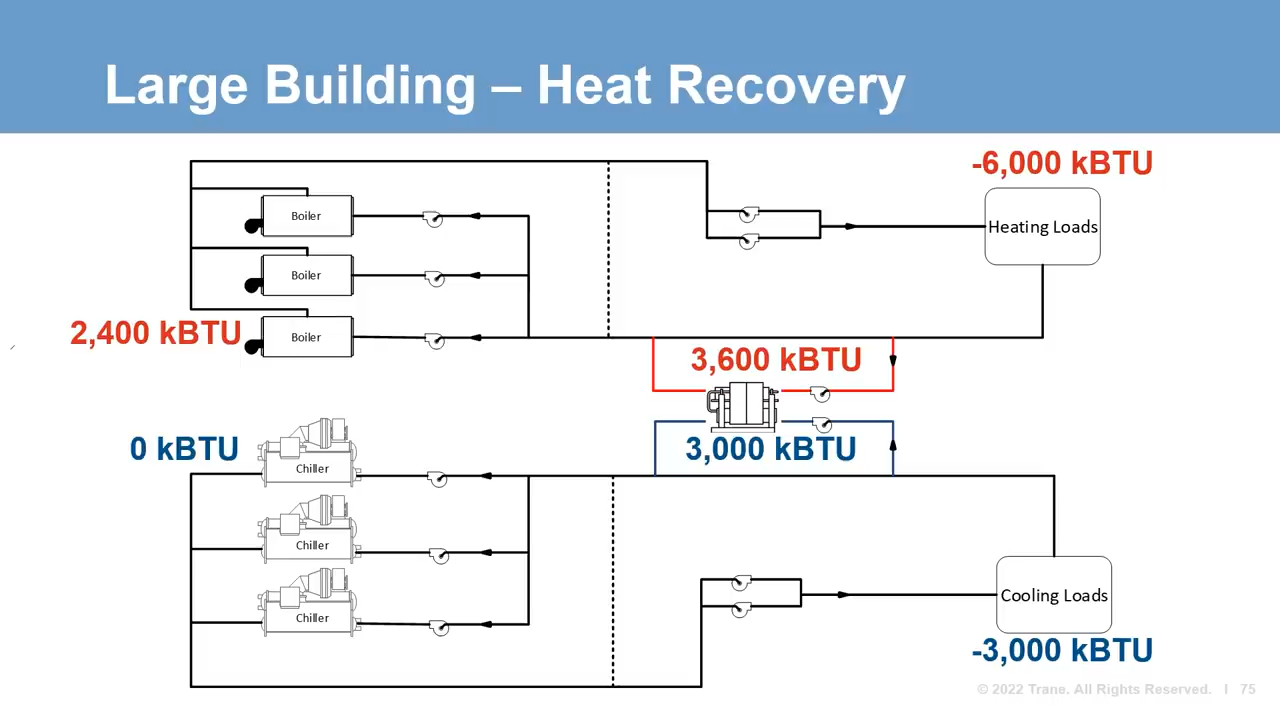 Large Building – Heat Recovery
-6,000 kBTU
Boiler
Heating Loads
Boiler
2,400 kBTU
Boiler
3,600 kBTU
0 kBTU
3,000 kBTU
Chiller
Chiller
Cooling Loads
Chiller
-3,000 kBTU
© 2022 Trane. All Rights Reserved. I 75